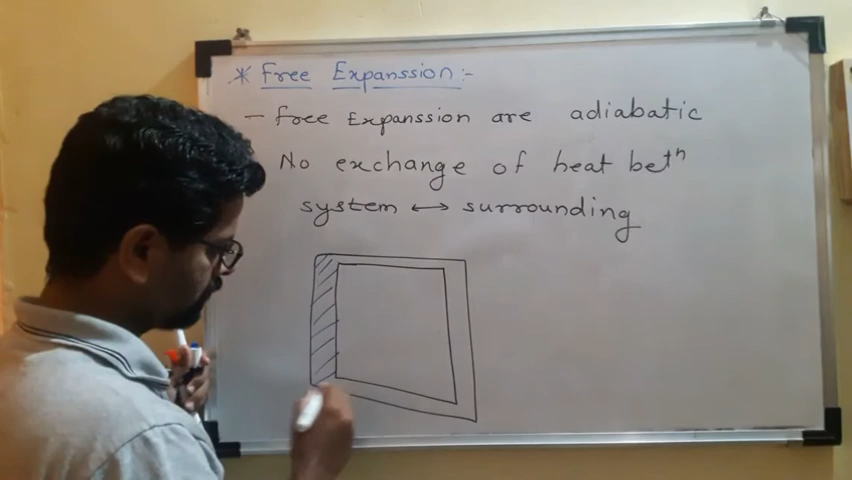 * Free Expanssion:-
- free Expanssion are adiabatic
No exchange of heat betⁿ
system ↔ surrounding